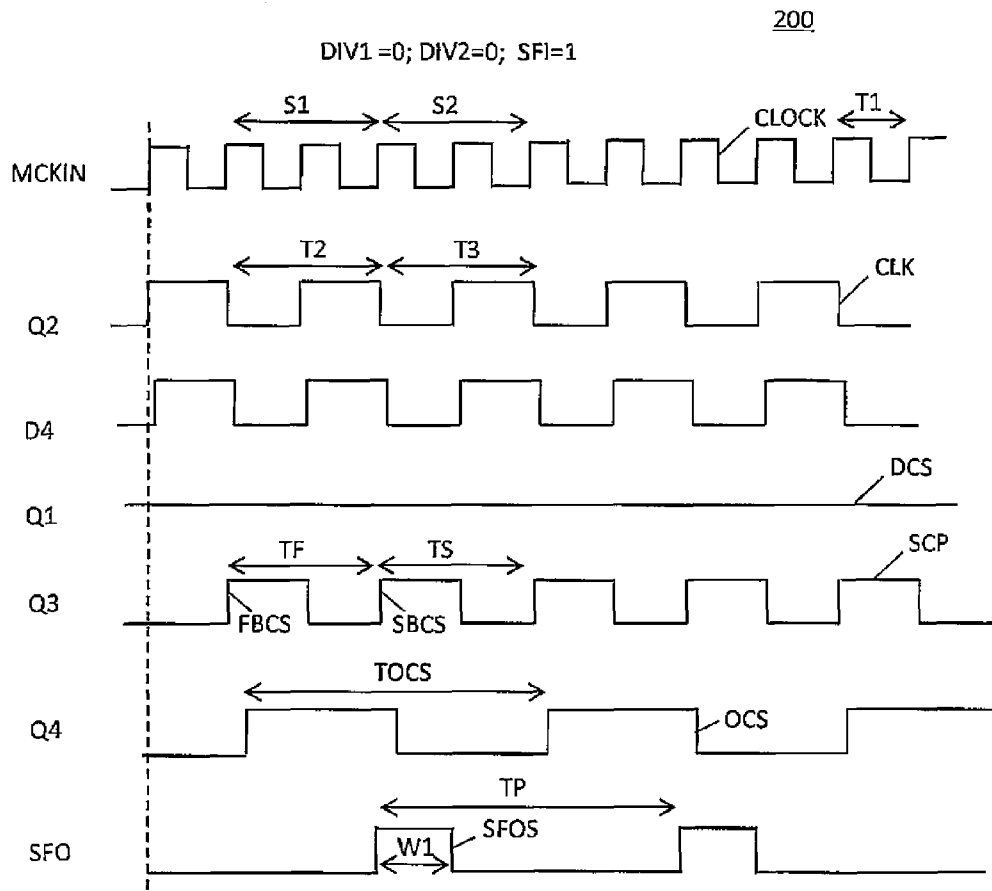 200
DIV1 =0; DIV2=0; SFI=1
S1 S2 CLOCK T1
MCKIN
T2 T3 CLK
Q2
D4
DCS
Q1
TF TS SCP
Q3
FBCS SBCS
TOCS
Q4 OCS
TP
SFOS
SFO W1